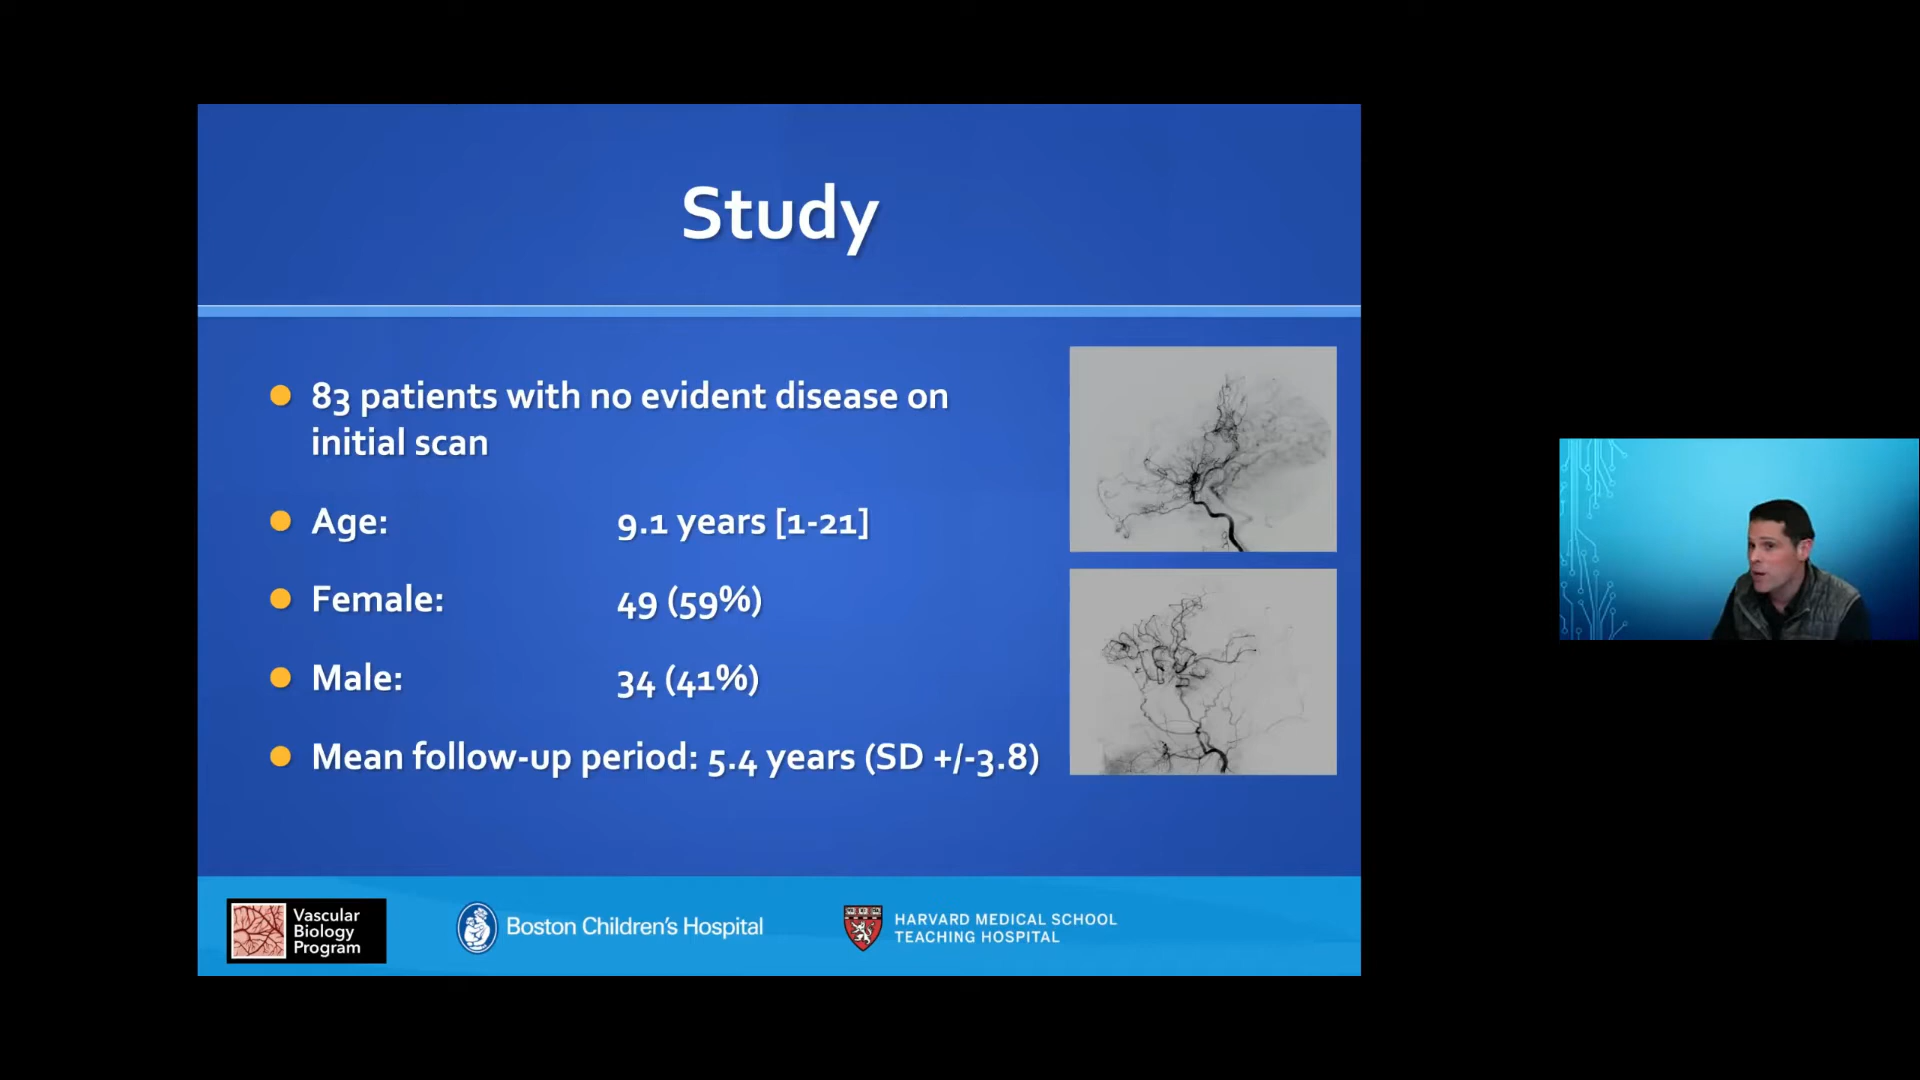 Study
83 patients with no evident disease on
initial scan
Age: 9.1 years [1-21]
Female: 49 (59%)
Male: 34 (41%)
Mean follow-up period: 5.4 years (SD +/-3.8)
Vascular
Biology
Program
Boston Children's Hospital
HARVARD MEDICAL SCHOOL
TEACHING HOSPITAL